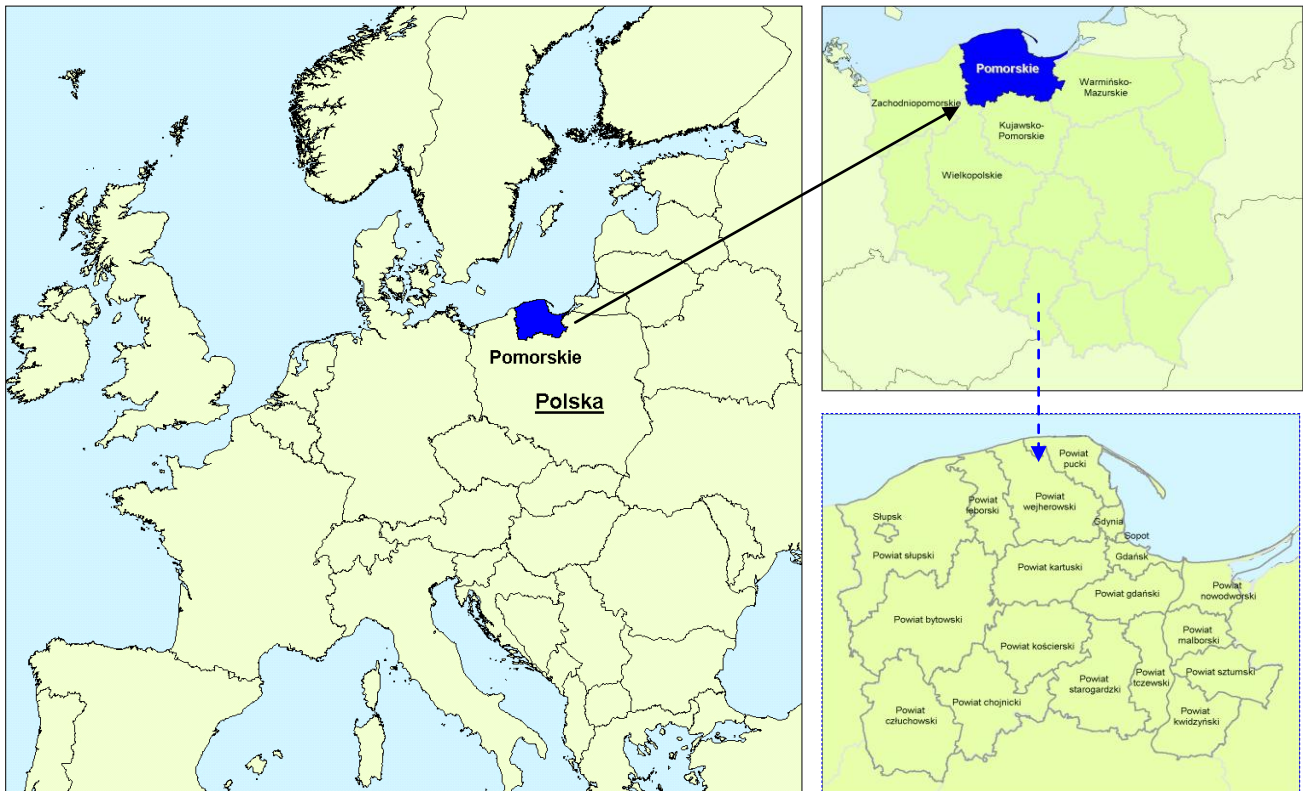 Pomorskie
Polska
Pomorskie
Warmińsko-
Mazurskie
Zachodniopomorskie
Kujawsko-
Pomorskie
Wielkopolskie
Powiat
pucki
Powiat
lęborski
Powiat
wejherowski
Słupsk
Gdynia
Sopot
Powiat słupski
Gdańsk
Powiat kartuski
Powiat gdański
Powiat
nowodworski
Powiat bytowski
Powiat kościerski
Powiat
malborski
Powiat
starogardzki
Powiat
tczewski
Powiat sztumski
Powiat chojnicki
Powiat
człuchowski
Powiat
kwidzyński